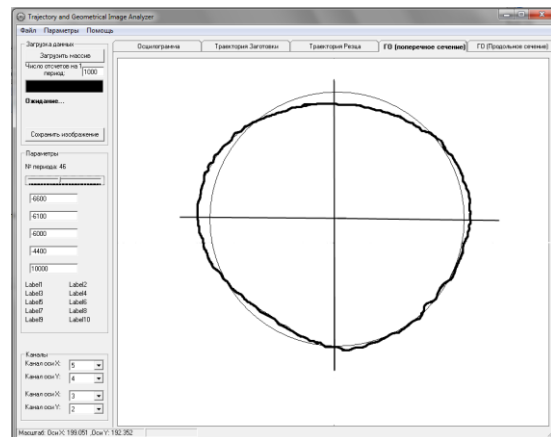 Trajectory and Geometrical Image Analyzer
Файл Параметры Помощь
Загрузка данных
Загрузить массив
Число отсчетов на 1 период: 1000
Ожидание...
Сохранить изображение
Осцилограмма
Траектория Заготовки
Траектория Резца
ГО (поперечное сечение)
ГО (Продольное сечение)
Параметры
№ периода: 46
-6600
-6100
-6000
-4400
10000
Label1 Label2
Label3 Label4
Label5 Label6
Label7 Label8
Label9 Label10
Каналы
Канал оси X: 5
Канал оси Y: 4
Канал оси X: 3
Канал оси Y: 2
Масштаб: Оси X: 199.051 ,Оси Y: 192.352